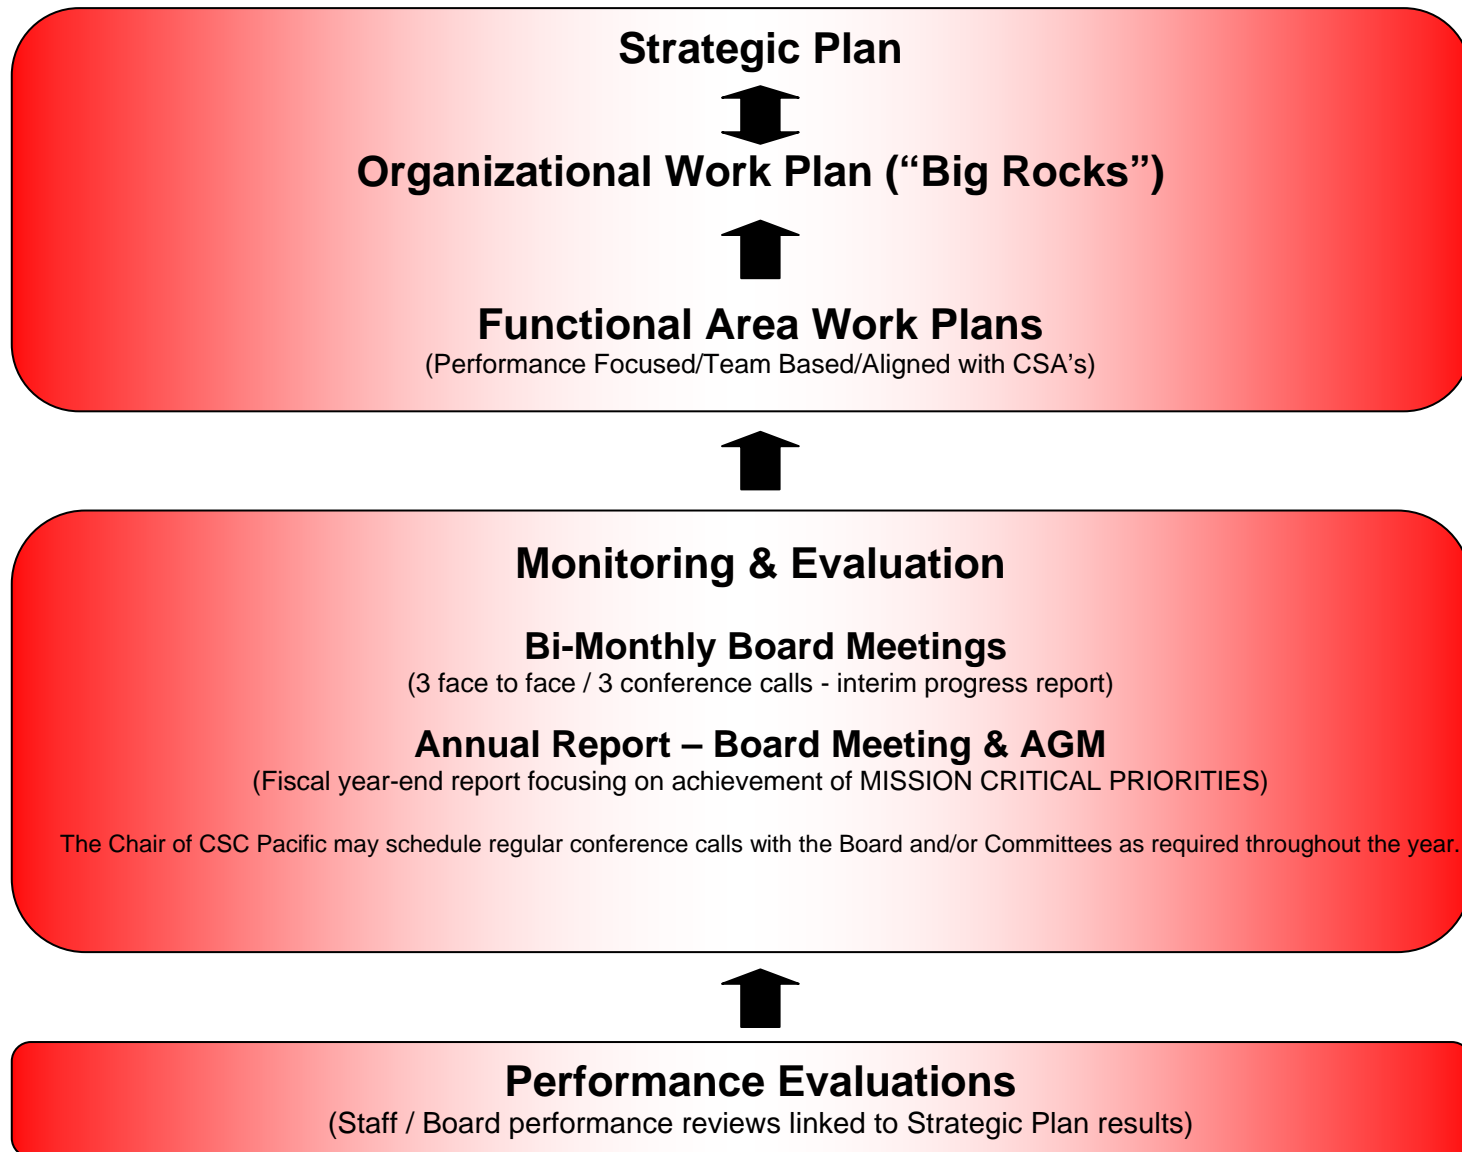 Strategic Plan
Organizational Work Plan (“Big Rocks”)
Functional Area Work Plans
(Performance Focused/Team Based/Aligned with CSA’s)
Monitoring & Evaluation
Bi-Monthly Board Meetings
(3 face to face / 3 conference calls - interim progress report)
Annual Report – Board Meeting & AGM
(Fiscal year-end report focusing on achievement of MISSION CRITICAL PRIORITIES)
The Chair of CSC Pacific may schedule regular conference calls with the Board and/or Committees as required throughout the year.
Performance Evaluations
(Staff / Board performance reviews linked to Strategic Plan results)